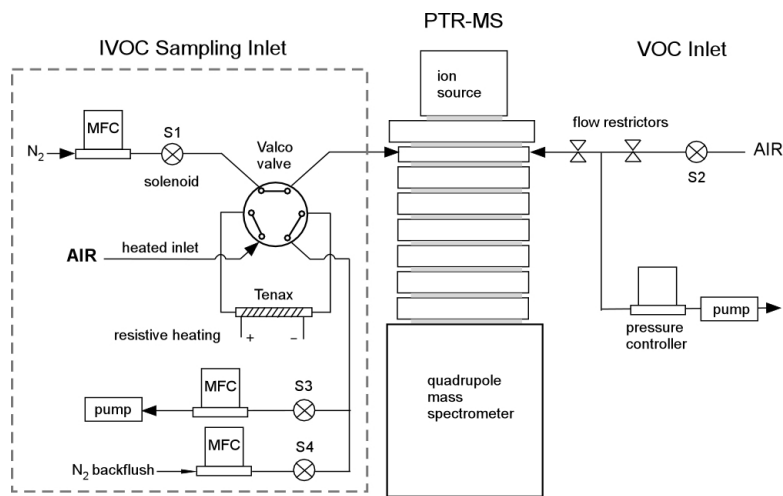 PTR-MS
IVOC Sampling Inlet
VOC Inlet
ion
source
MFC
S1
N₂
solenoid
Valco
valve
flow restrictors
S2
AIR
AIR
heated inlet
Tenax
resistive heating
+
−
pressure
controller
pump
MFC
S3
pump
quadrupole
mass
spectrometer
MFC
S4
N₂ backflush